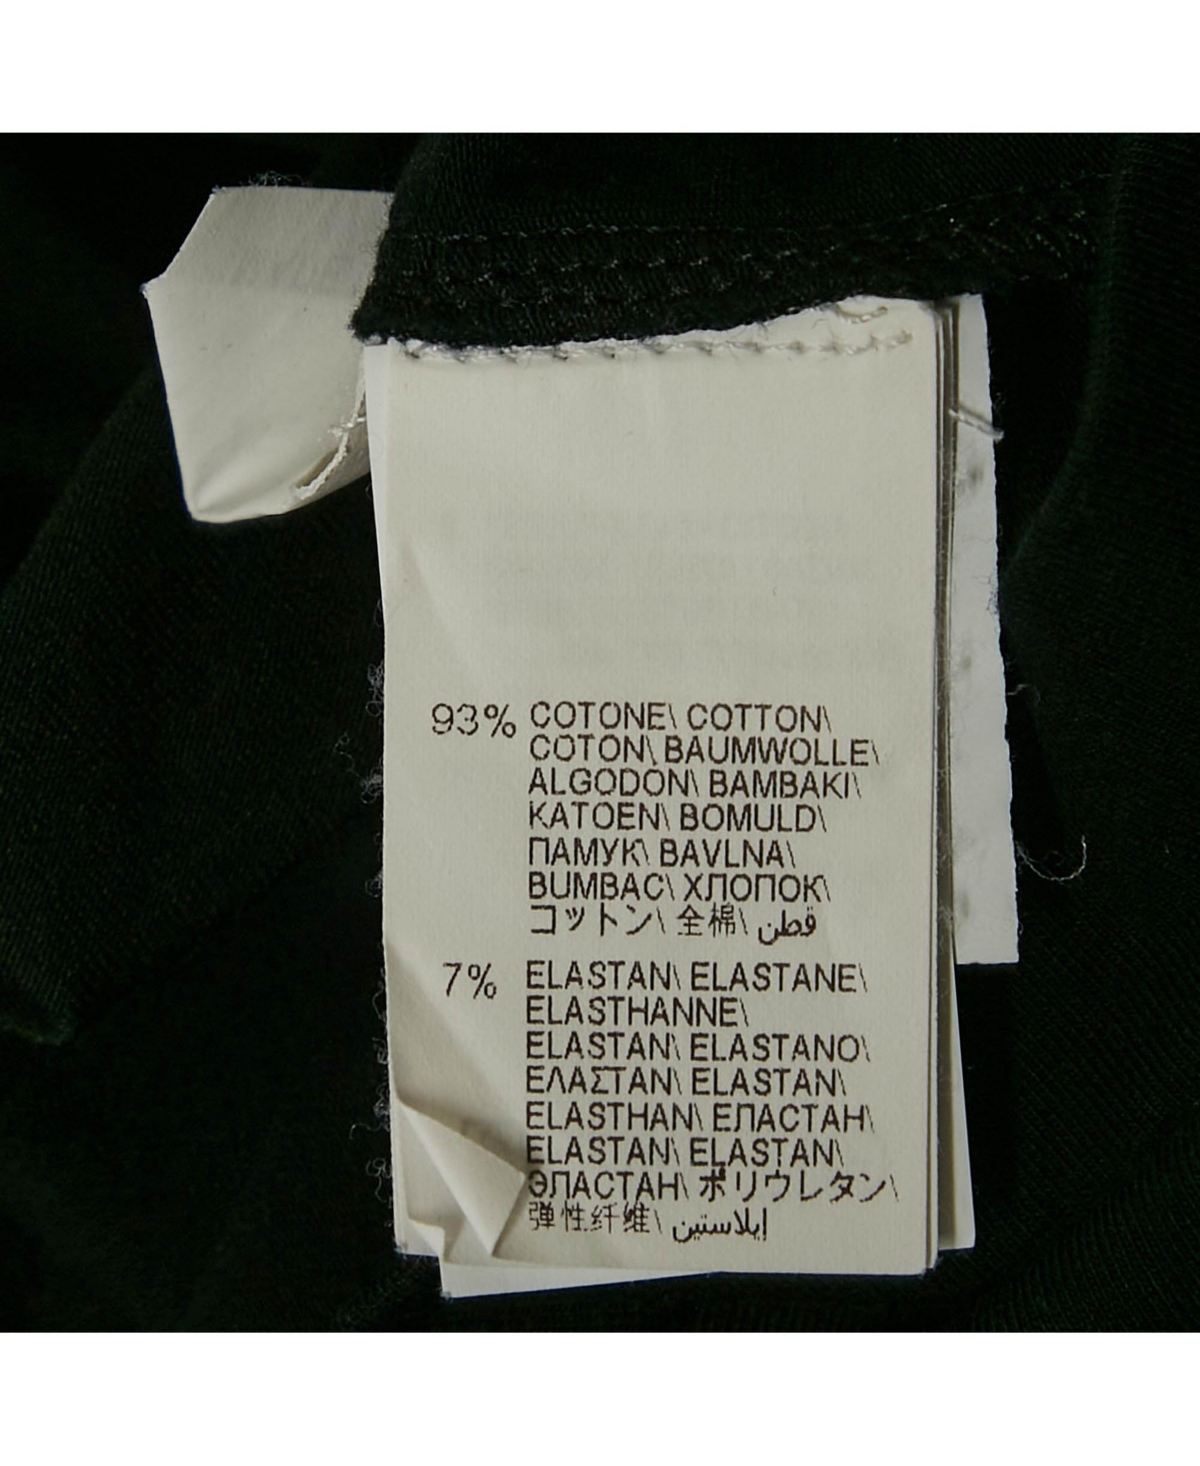 93% COTONE\ COTTON\
COTON\ BAUMWOLLE\
ALGODON\ BAMBAKI\
KATOEN\ BOMULD\
ПАМУК\ BAVLNA\
BUMBAC\ ХЛОПОК\
コットン\ 全棉\ قطن
7% ELASTAN\ ELASTANE\
ELASTHANNE\
ELASTAN\ ELASTANO\
ΕΛΑΣΤΑΝ\ ELASTAN\
ELASTHAN\ ЕЛАСТАН\
ELASTAN\ ELASTAN\
ЭЛАСТАН\ ポリウレタン\
弹性纤维\ إيلاستين